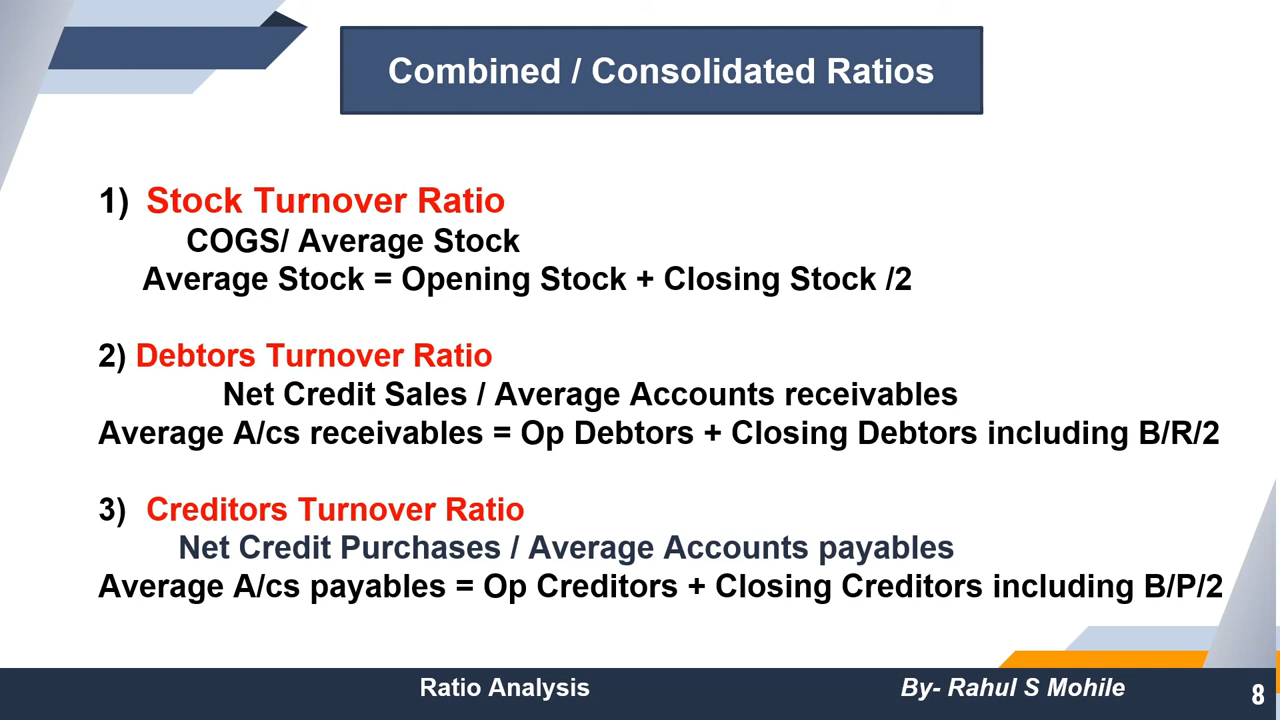 Combined / Consolidated Ratios
1) Stock Turnover Ratio
COGS/ Average Stock
Average Stock = Opening Stock + Closing Stock /2
2) Debtors Turnover Ratio
Net Credit Sales / Average Accounts receivables
Average A/cs receivables = Op Debtors + Closing Debtors including B/R/2
3) Creditors Turnover Ratio
Net Credit Purchases / Average Accounts payables
Average A/cs payables = Op Creditors + Closing Creditors including B/P/2
Ratio Analysis
By- Rahul S Mohile
8